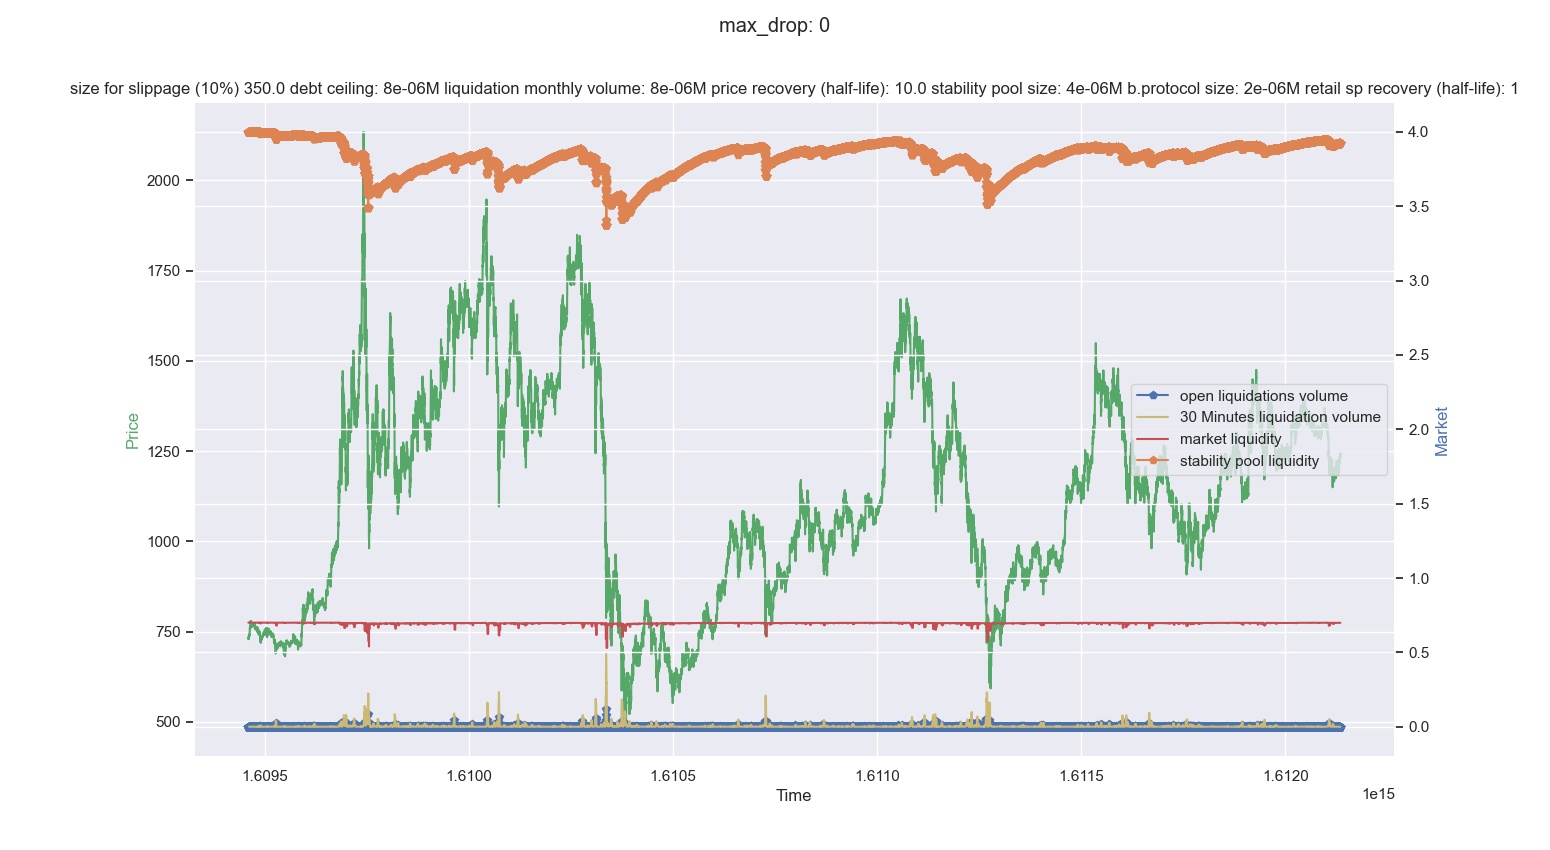 max_drop: 0
size for slippage (10%) 350.0 debt ceiling: 8e-06M liquidation monthly volume: 8e-06M price recovery (half-life): 10.0 stability pool size: 4e-06M b.protocol size: 2e-06M retail sp recovery (half-life): 1
4.0
2000
3.5
1750
3.0
1500
2.5
open liquidations volume
30 Minutes liquidation volume
market liquidity
stability pool liquidity
Price
Market
2.0
1250
1.5
1000
1.0
750
0.5
500
0.0
1.6095 1.6100 1.6105 1.6110 1.6115 1.6120
Time
1e15